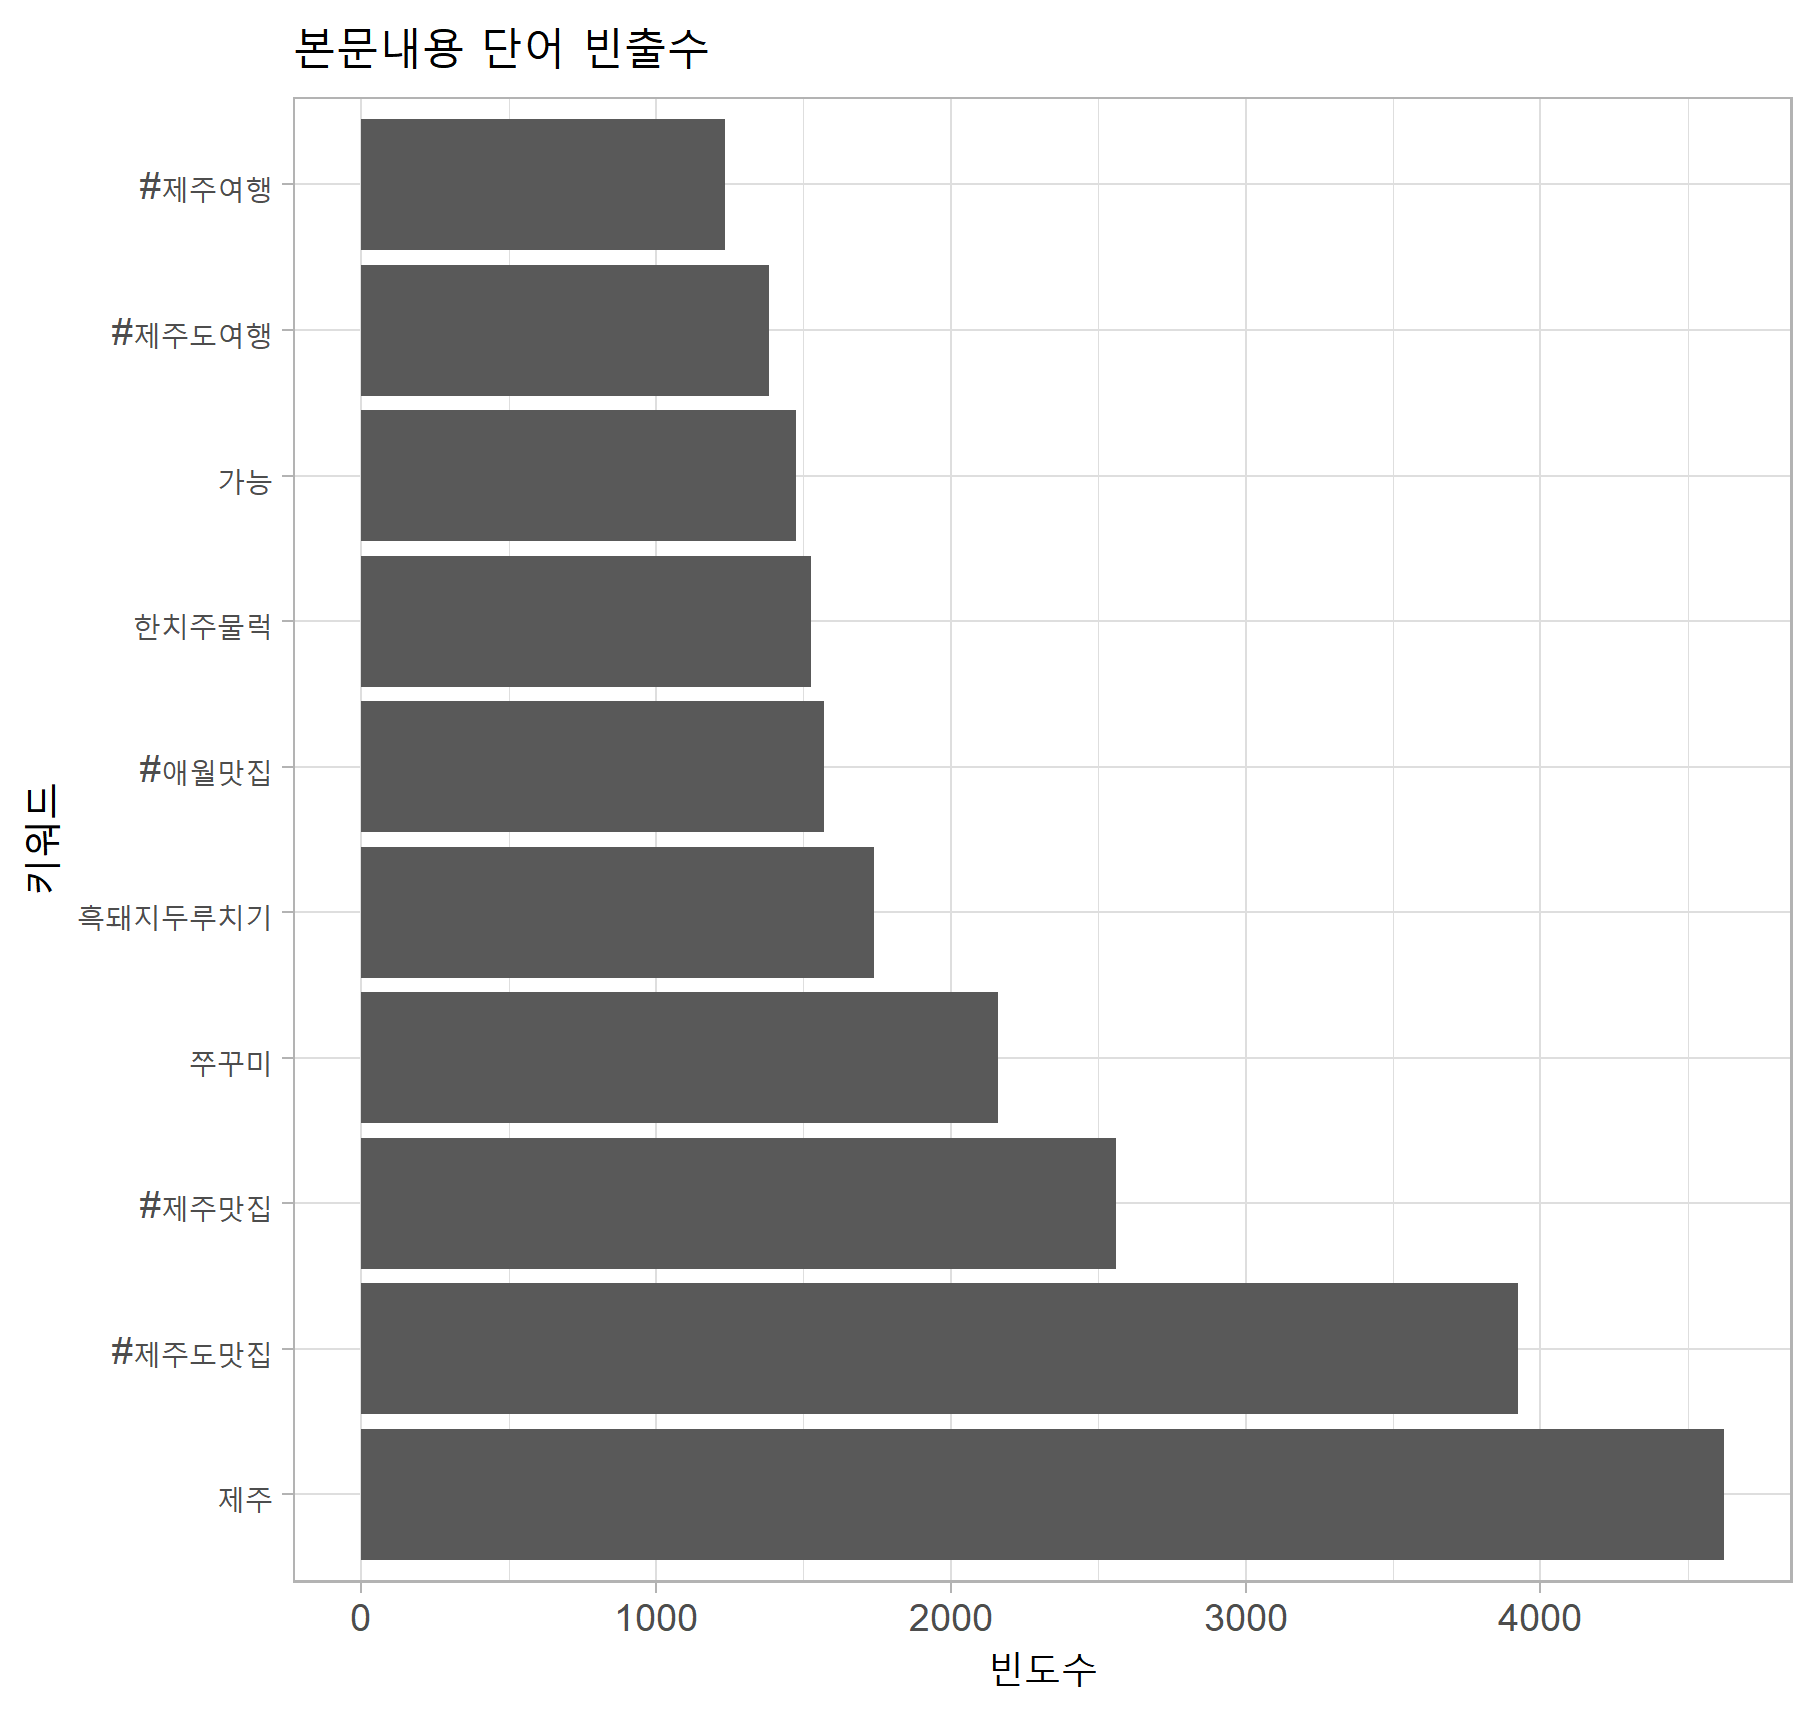 본문내용 단어 빈출수
#제주여행
#제주도여행
가능
한치주물럭
#애월맛집
흑돼지두루치기
쭈꾸미
#제주맛집
#제주도맛집
제주
키워드
0 1000 2000 3000 4000
빈도수